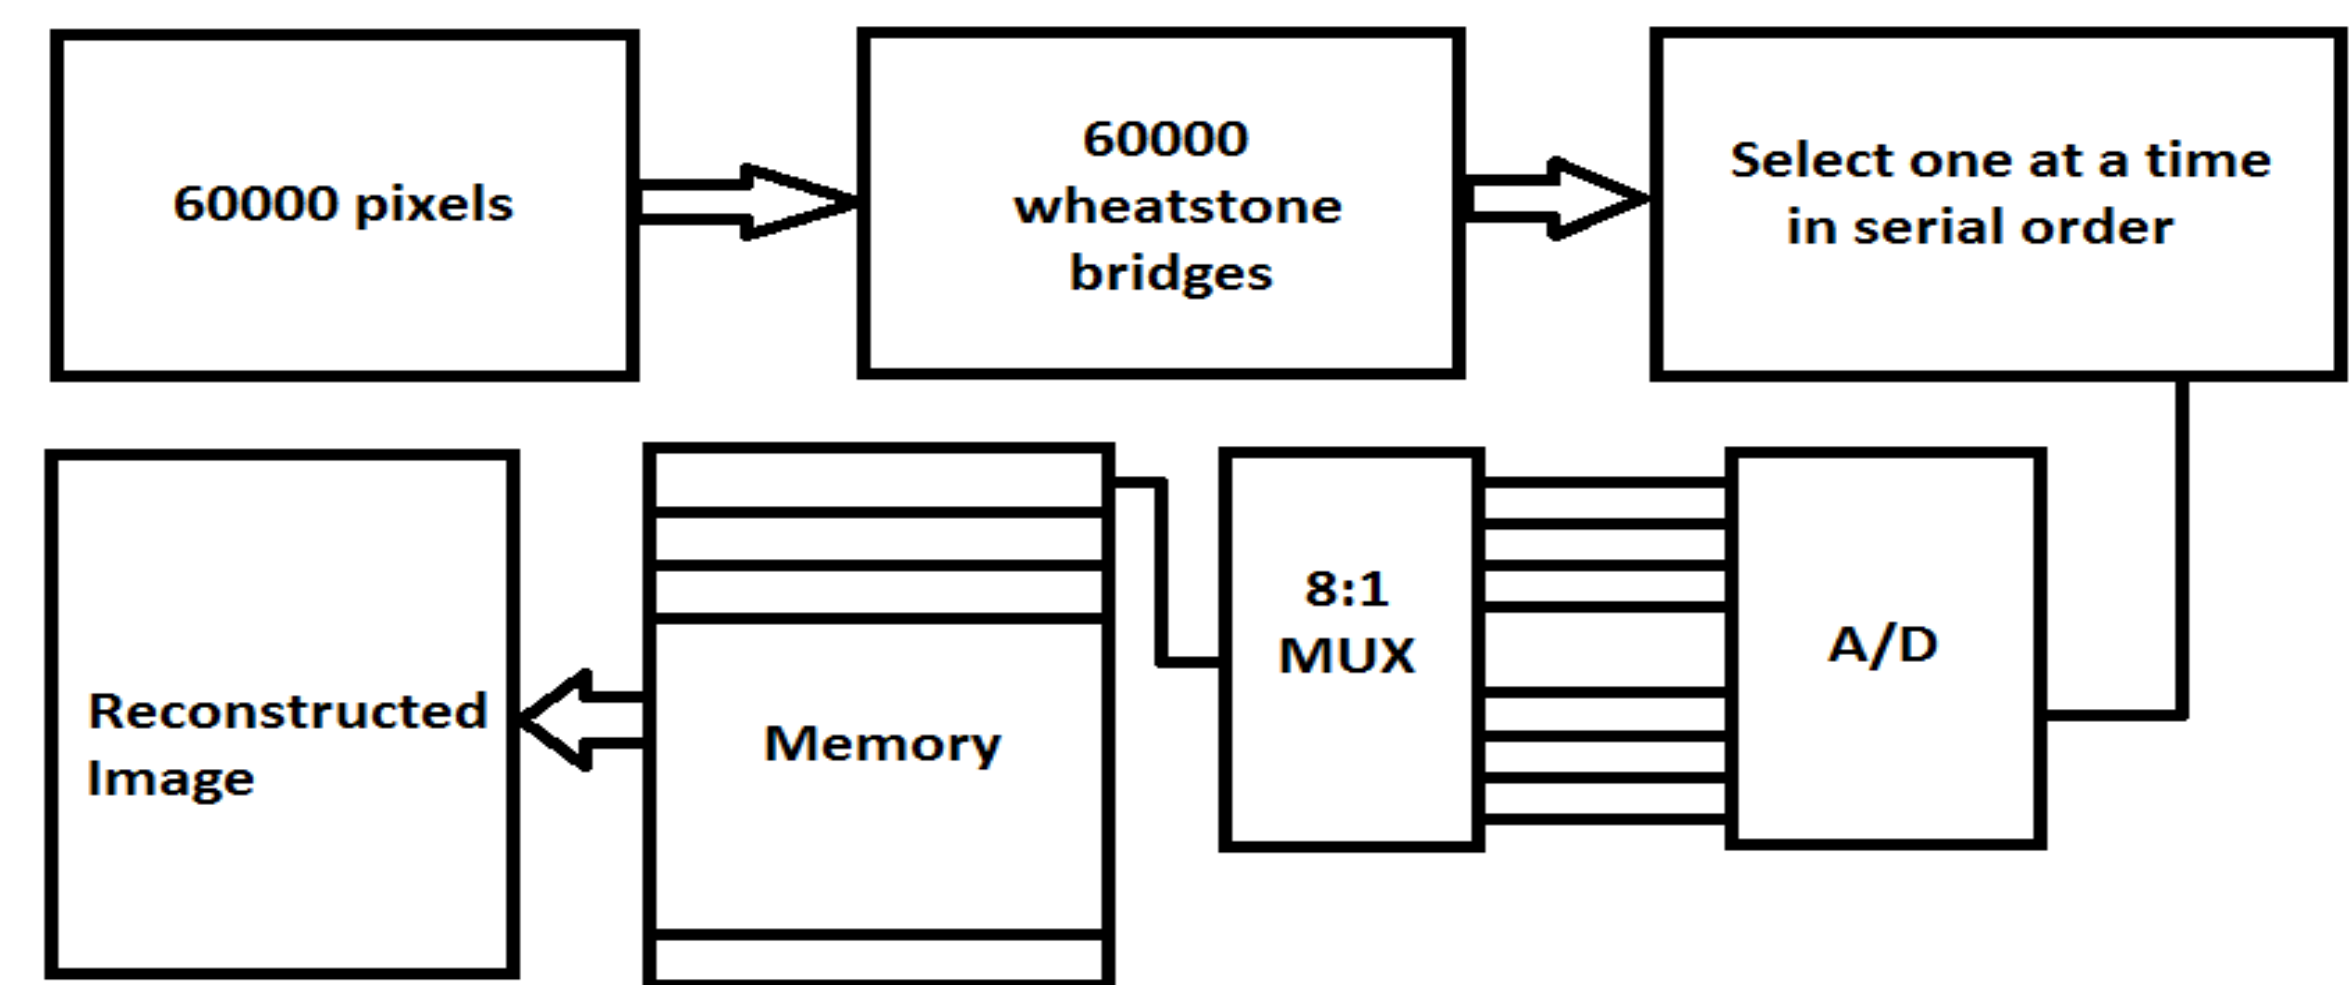 60000 pixels
60000
wheatstone
bridges
Select one at a time
in serial order
Reconstructed
Image
Memory
8:1
MUX
A/D